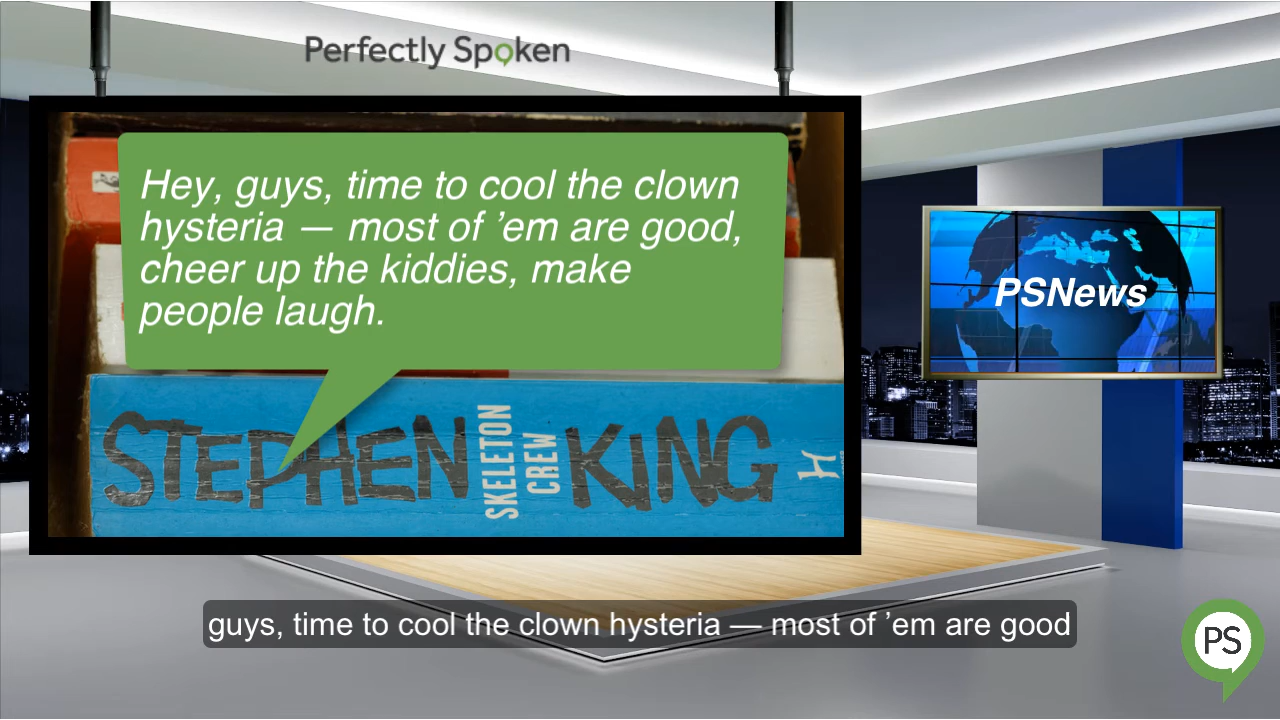 Perfectly Spoken
Hey, guys, time to cool the clown
hysteria — most of ’em are good,
cheer up the kiddies, make
people laugh.
PSNews
STEPHEN
SKELETON
CREW
KING
guys, time to cool the clown hysteria — most of ’em are good
PS